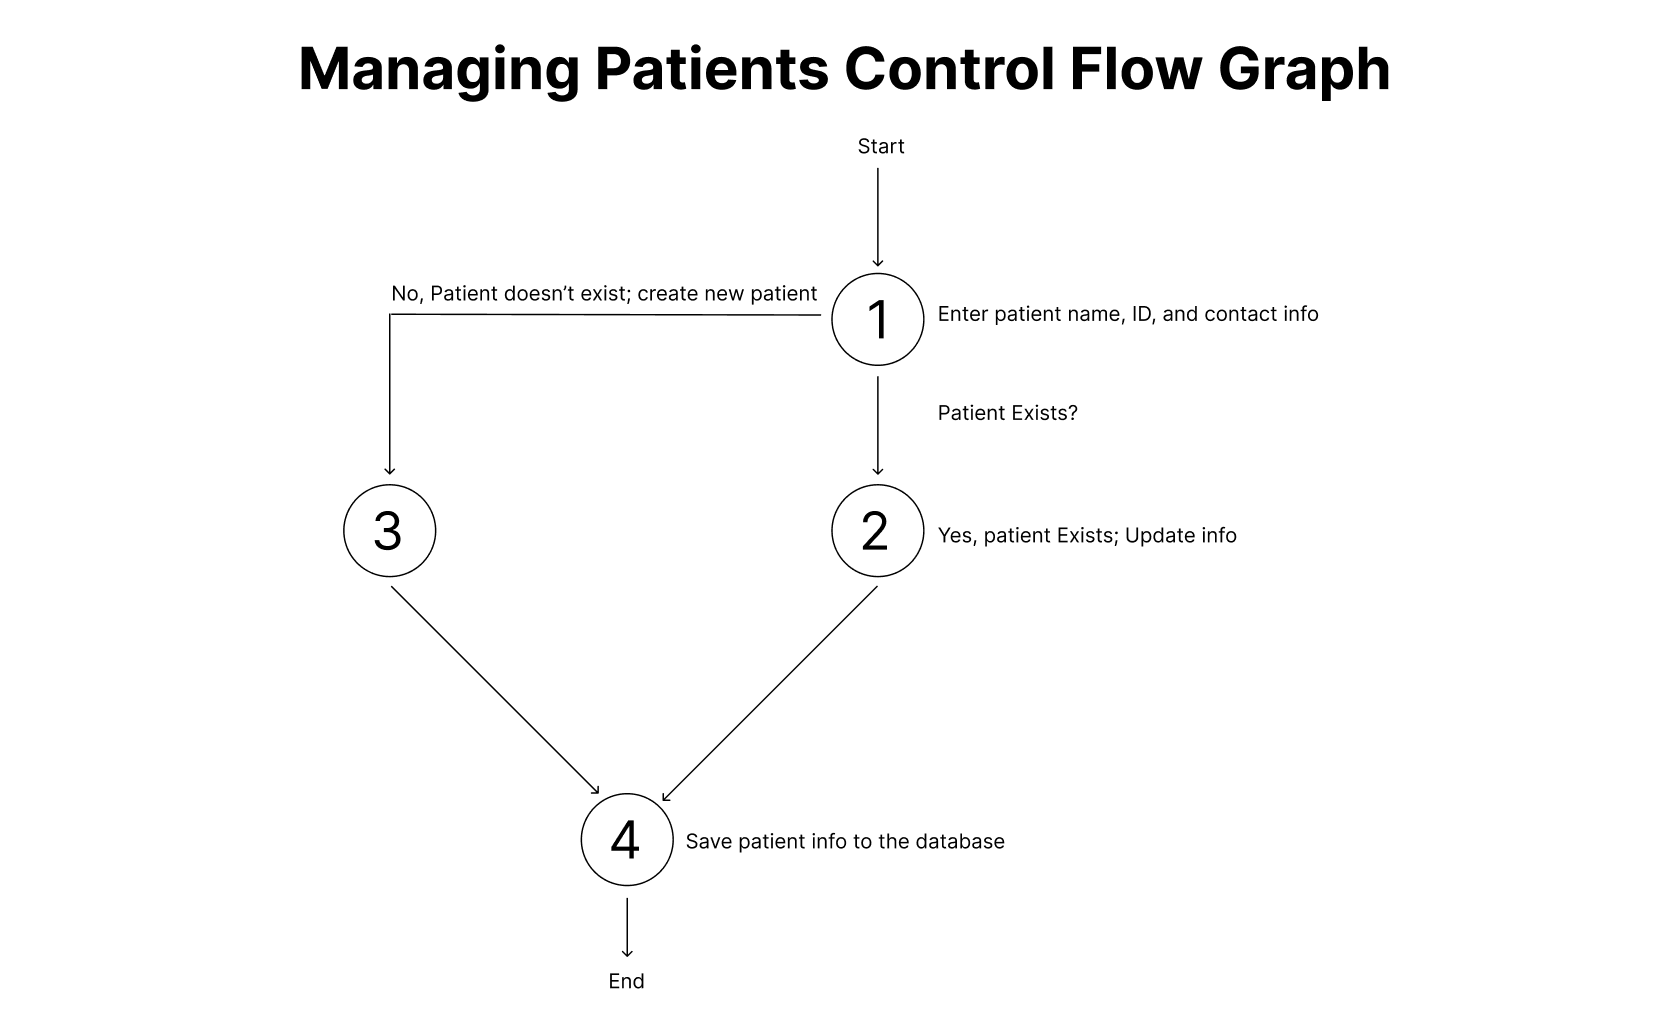 Managing Patients Control Flow Graph
Start
No, Patient doesn’t exist; create new patient
1
Enter patient name, ID, and contact info
Patient Exists?
3
2
Yes, patient Exists; Update info
4
Save patient info to the database
End